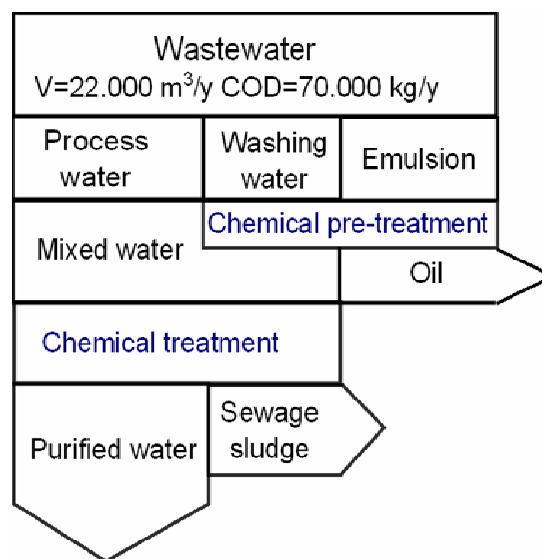 Wastewater
V=22.000 m³/y COD=70.000 kg/y
Process
water
Washing
water
Emulsion
Chemical pre-treatment
Mixed water
Oil
Chemical treatment
Sewage
sludge
Purified water